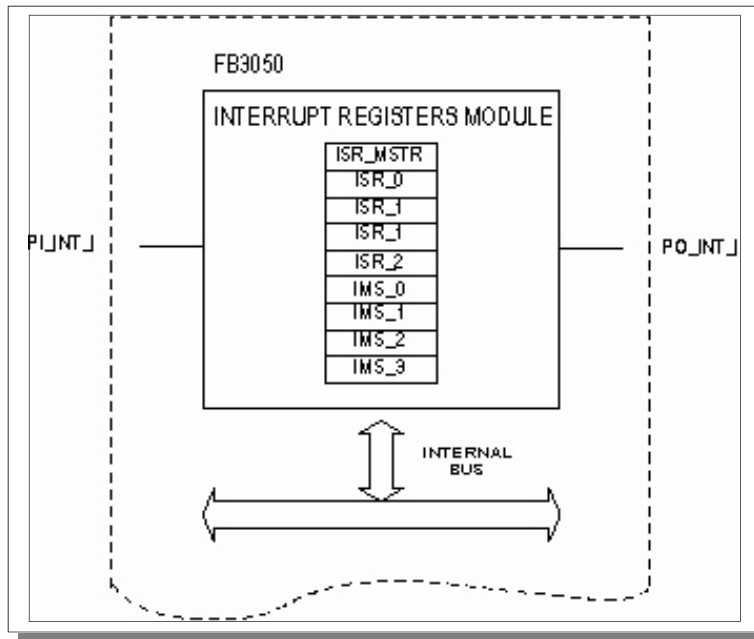 FB3050
INTERRUPT REGISTERS MODULE
ISR_MSTR
ISR_0
ISR_1
ISR_1
ISR_2
IMS_0
IMS_1
IMS_2
IMS_3
PI_INT_I
PO_INT_I
INTERNAL
BUS